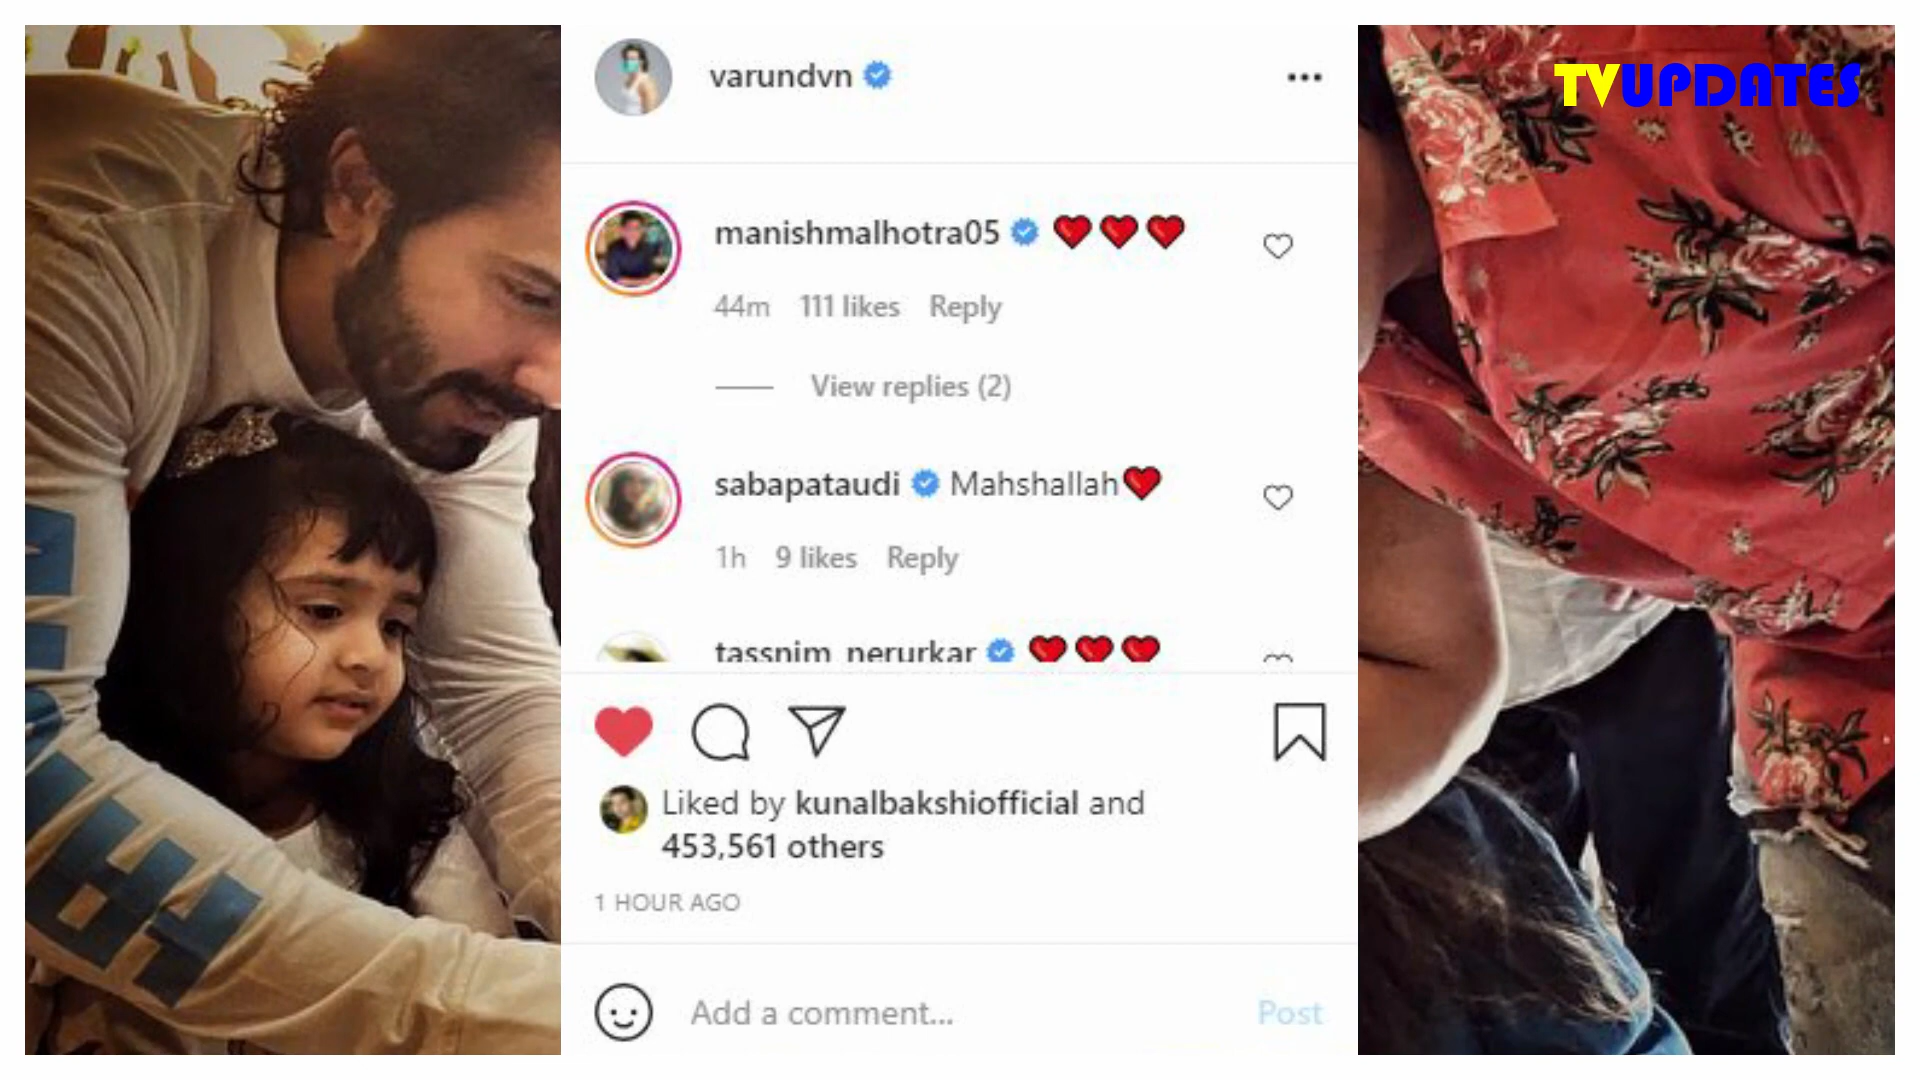 varundvn
TVUPDATES
manishmalhotra05 ❤️❤️❤️
44m 111 likes Reply
View replies (2)
sabapataudi Mahshallah❤️
1h 9 likes Reply
tassnim_nerurkar ❤️❤️❤️
Liked by kunalbakshiofficial and
453,561 others
1 HOUR AGO
Add a comment... Post